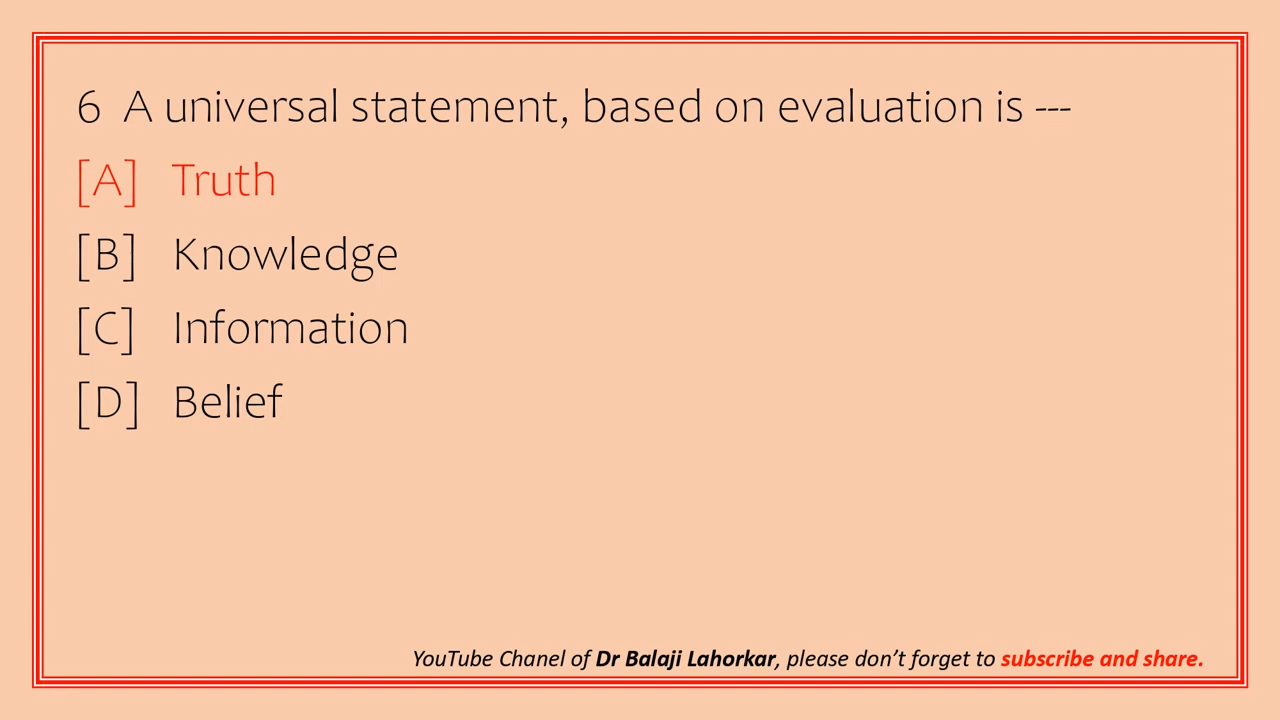 6 A universal statement, based on evaluation is ---
[A] Truth
[B] Knowledge
[C] Information
[D] Belief
YouTube Chanel of Dr Balaji Lahorkar, please don’t forget to subscribe and share.